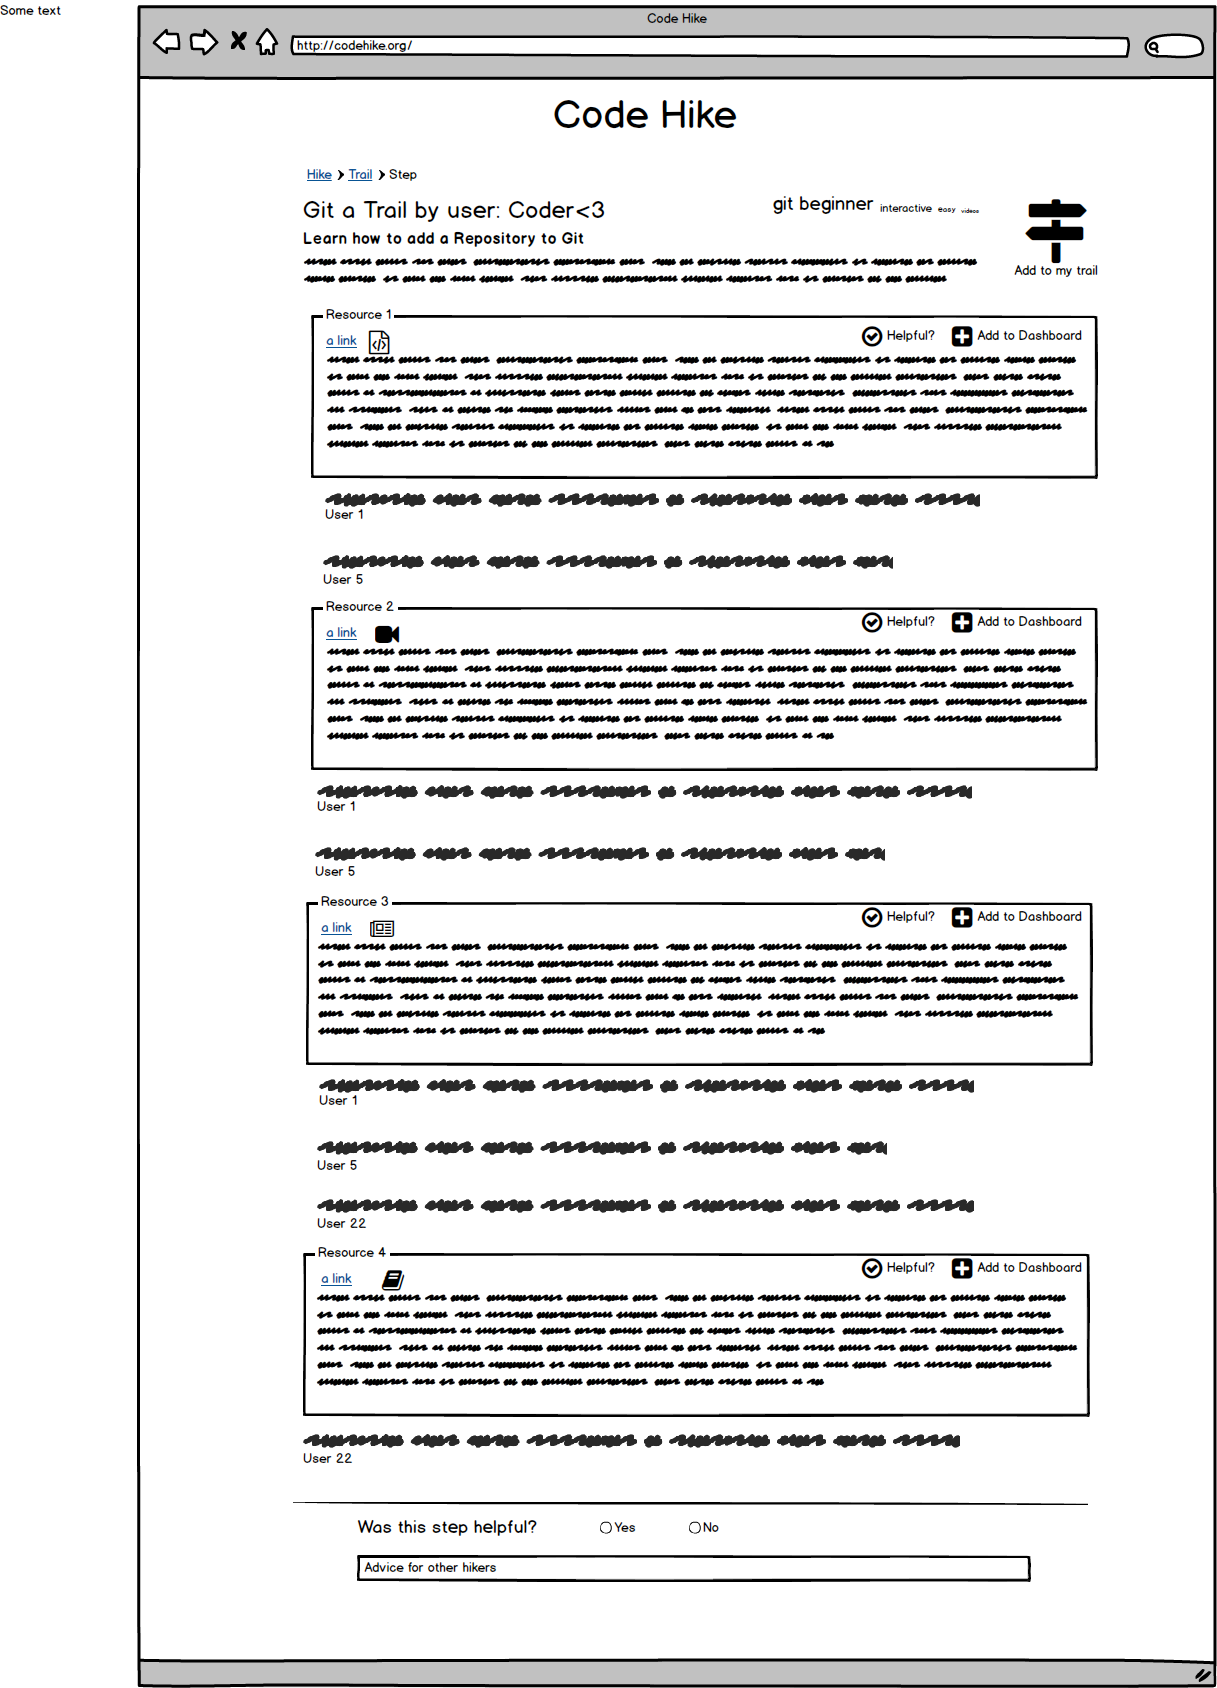 Some text
Code Hike
http://codehike.org/
Code Hike
Hike Trail Step
Git a Trail by user: Coder<3
git beginner interactive easy videos
Learn how to add a Repository to Git
Add to my trail
Resource 1
a link
Helpful?
Add to Dashboard
User 1
User 5
Resource 2
a link
Helpful?
Add to Dashboard
User 1
User 5
Resource 3
a link
Helpful?
Add to Dashboard
User 1
User 5
User 22
Resource 4
a link
Helpful?
Add to Dashboard
User 22
Was this step helpful? Yes No
Advice for other hikers